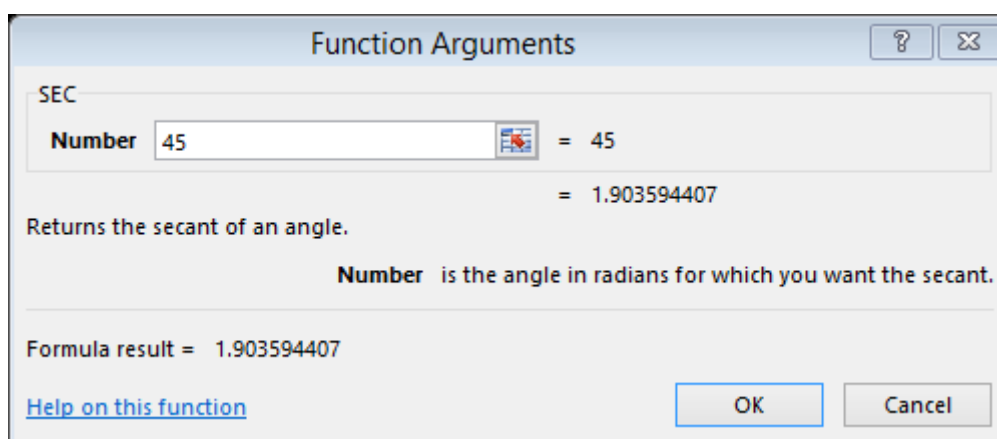 Function Arguments
SEC
Number 45 = 45
= 1.903594407
Returns the secant of an angle.
Number is the angle in radians for which you want the secant.
Formula result = 1.903594407
Help on this function OK Cancel